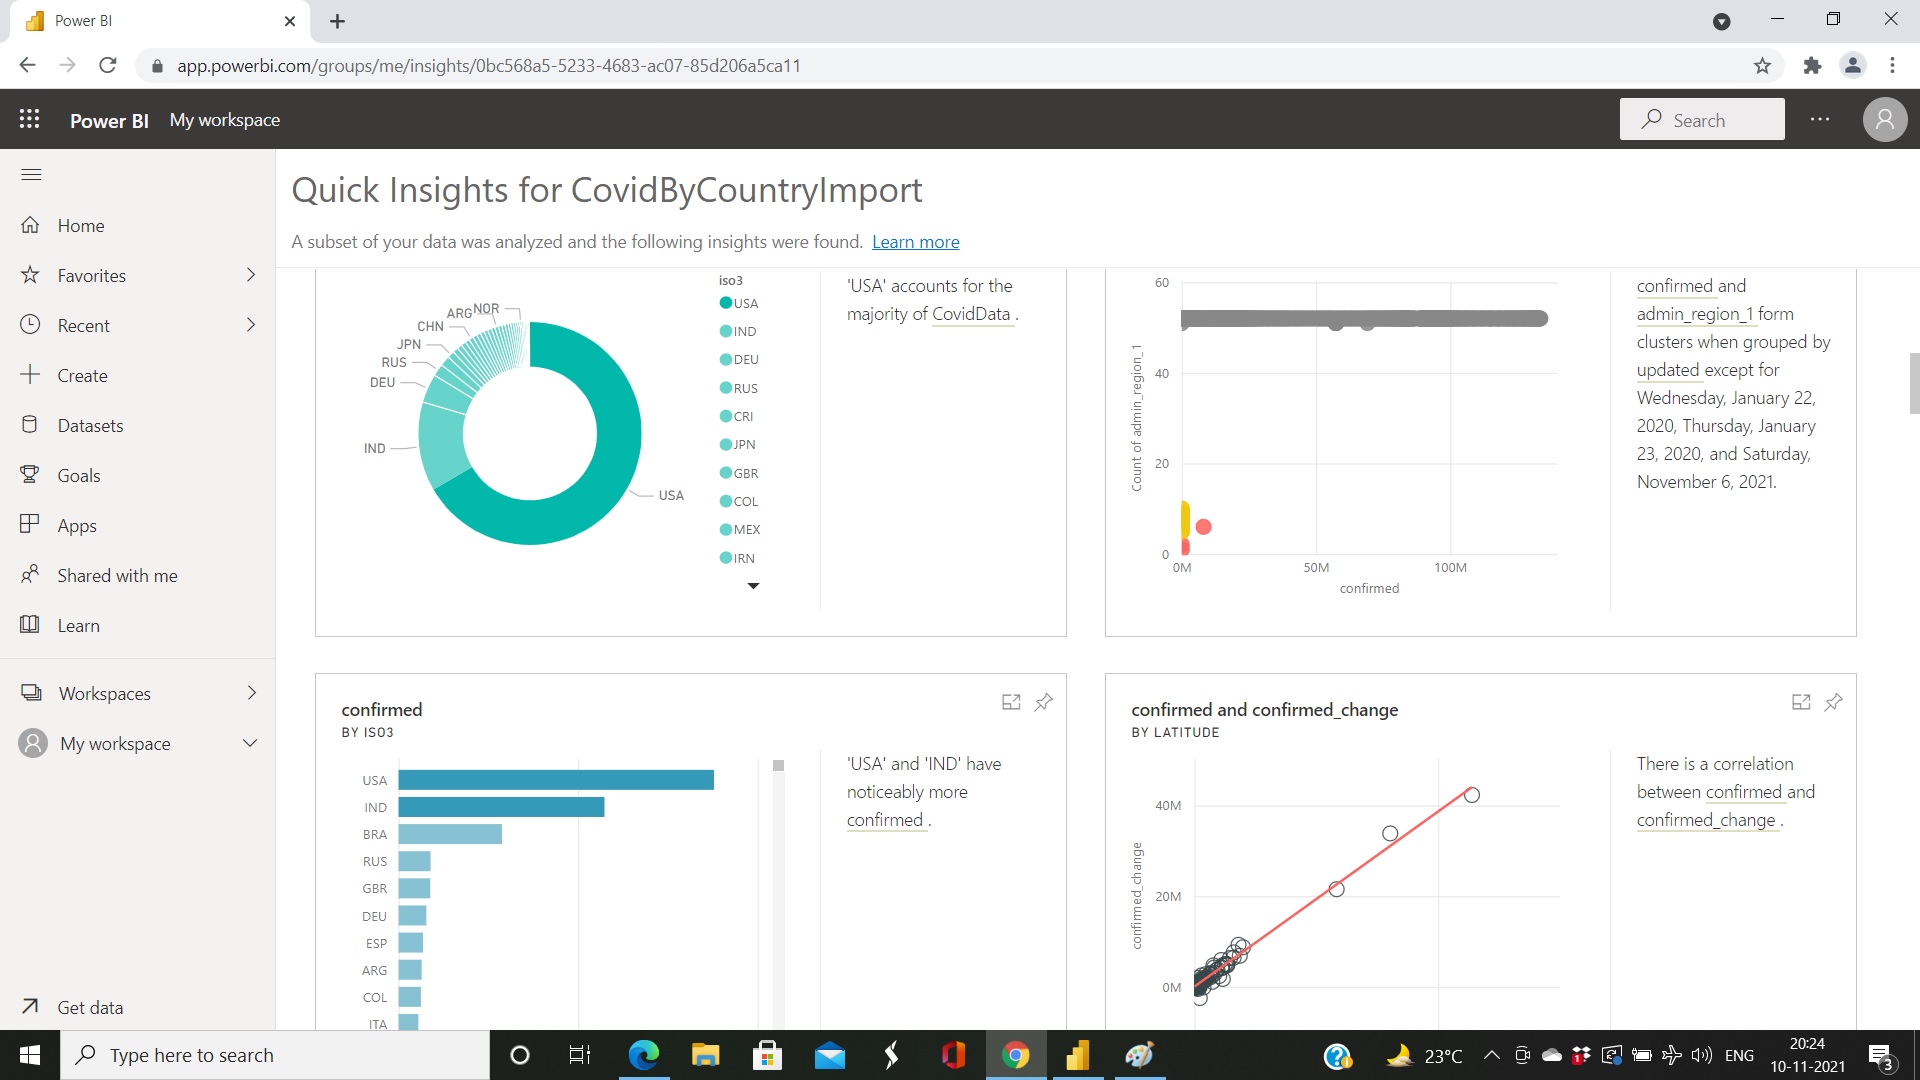 Power BI
app.powerbi.com/groups/me/insights/0bc568a5-5233-4683-ac07-85d206a5ca11
Power BI My workspace
Search
Home
Favorites
Recent
Create
Datasets
Goals
Apps
Shared with me
Learn
Workspaces
My workspace
Get data
Quick Insights for CovidByCountryImport
A subset of your data was analyzed and the following insights were found. Learn more
NOR
ARG
CHN
JPN
RUS
DEU
IND
USA
iso3
USA
IND
DEU
RUS
CRI
JPN
GBR
COL
MEX
IRN
'USA' accounts for the
majority of CovidData .
60
40
20
0
Count of admin_region_1
0M 50M 100M
confirmed
confirmed and
admin_region_1 form
clusters when grouped by
updated except for
Wednesday, January 22,
2020, Thursday, January
23, 2020, and Saturday,
November 6, 2021.
confirmed
BY ISO3
USA
IND
BRA
RUS
GBR
DEU
ESP
ARG
COL
ITA
'USA' and 'IND' have
noticeably more
confirmed .
confirmed and confirmed_change
BY LATITUDE
40M
20M
0M
confirmed_change
There is a correlation
between confirmed and
confirmed_change .
Type here to search
23°C
1
ENG
20:24
10-11-2021
3